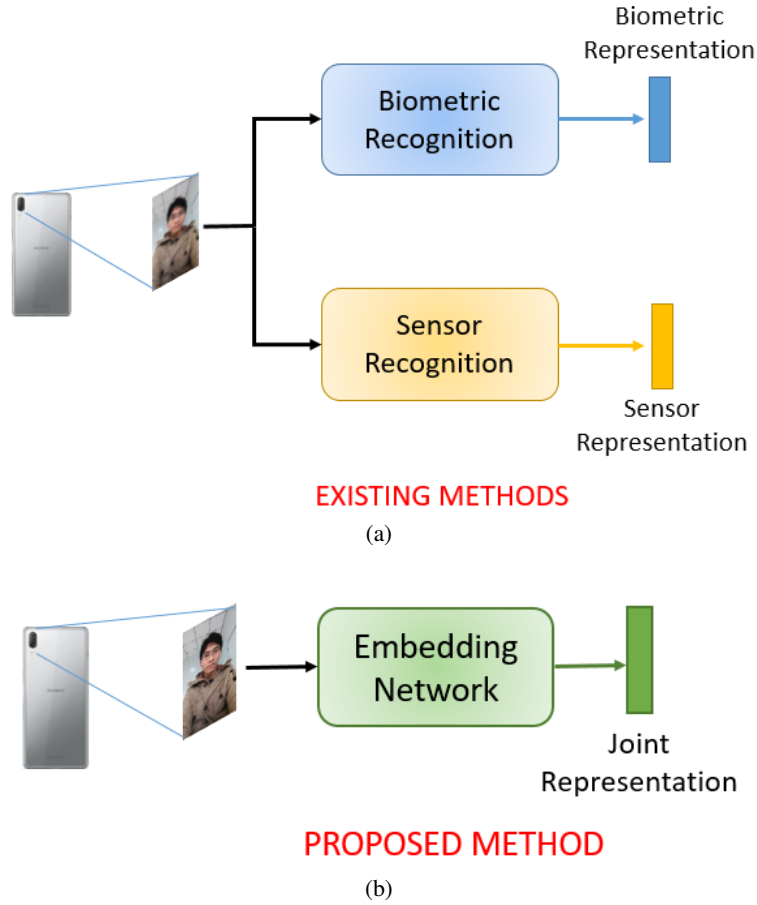 Biometric
Representation
Biometric
Recognition
Sensor
Recognition
Sensor
Representation
EXISTING METHODS
(a)
Embedding
Network
Joint
Representation
PROPOSED METHOD
(b)